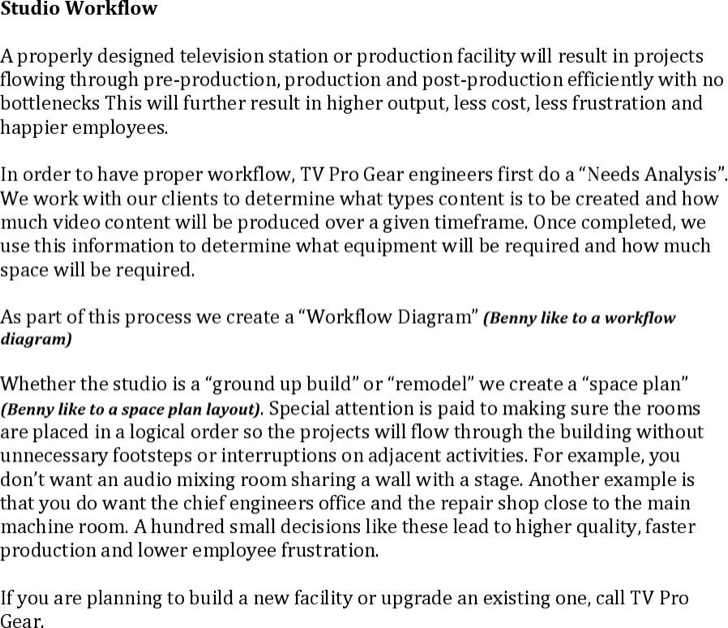 Studio Workflow
A properly designed television station or production facility will result in projects
flowing through pre-production, production and post-production efficiently with no
bottlenecks This will further result in higher output, less cost, less frustration and
happier employees.
In order to have proper workflow, TV Pro Gear engineers first do a “Needs Analysis”.
We work with our clients to determine what types content is to be created and how
much video content will be produced over a given timeframe. Once completed, we
use this information to determine what equipment will be required and how much
space will be required.
As part of this process we create a “Workflow Diagram” (Benny like to a workflow
diagram)
Whether the studio is a “ground up build” or “remodel” we create a “space plan”
(Benny like to a space plan layout). Special attention is paid to making sure the rooms
are placed in a logical order so the projects will flow through the building without
unnecessary footsteps or interruptions on adjacent activities. For example, you
don’t want an audio mixing room sharing a wall with a stage. Another example is
that you do want the chief engineers office and the repair shop close to the main
machine room. A hundred small decisions like these lead to higher quality, faster
production and lower employee frustration.
If you are planning to build a new facility or upgrade an existing one, call TV Pro
Gear.